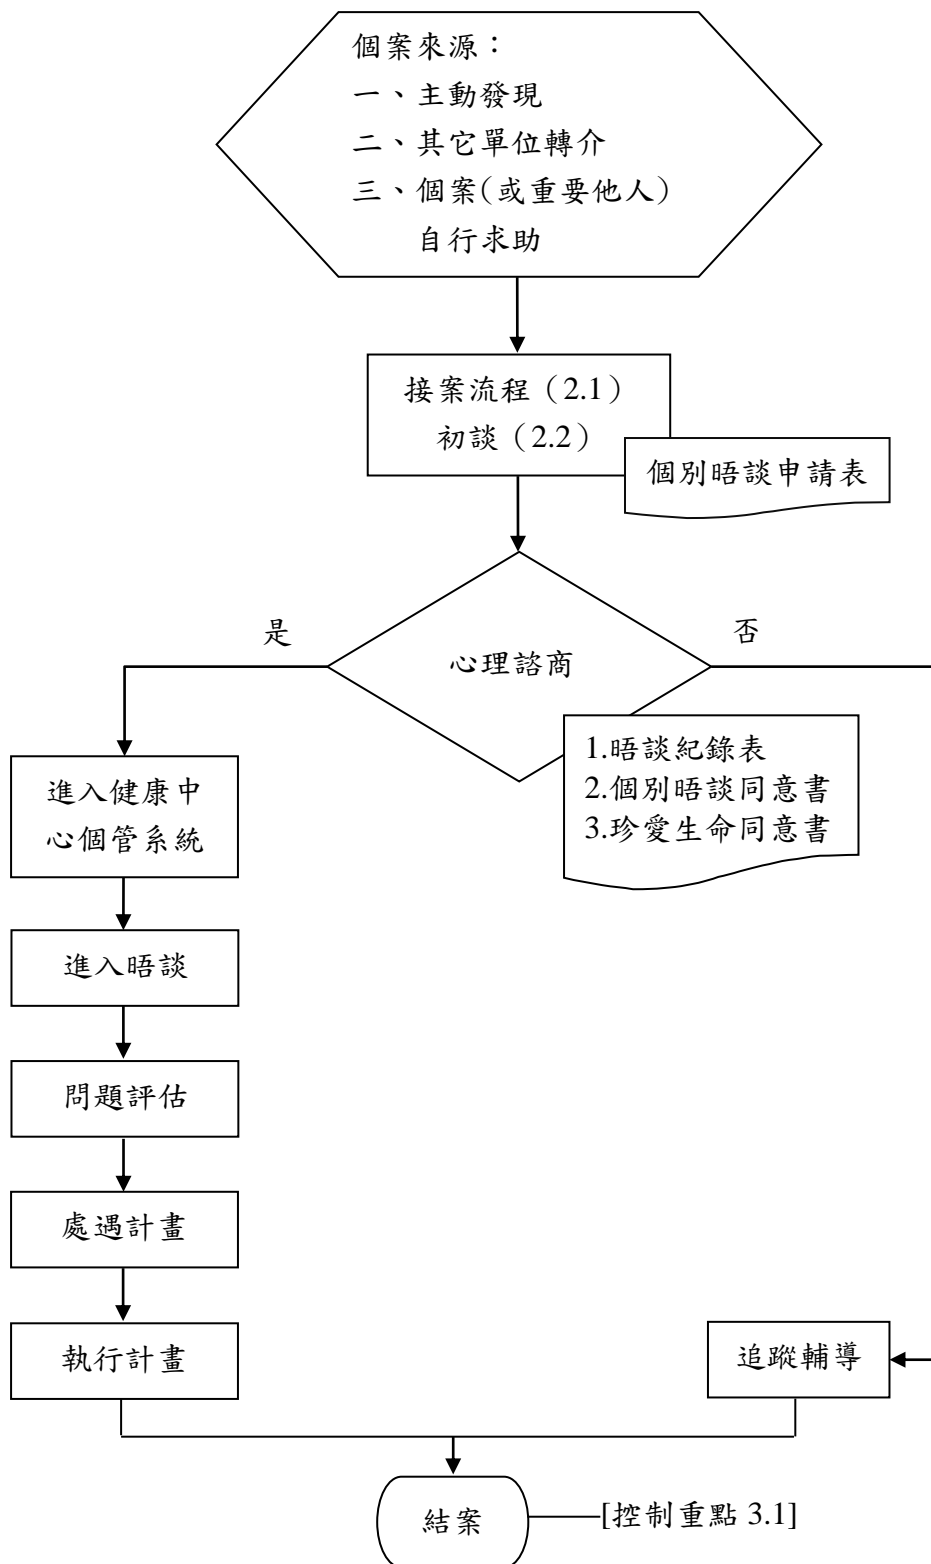 個案來源：
一、主動發現
二、其它單位轉介
三、個案(或重要他人)
自行求助
接案流程（2.1）
初談（2.2）
個別晤談申請表
是
否
心理諮商
1.晤談紀錄表
2.個別晤談同意書
3.珍愛生命同意書
進入健康中
心個管系統
進入晤談
問題評估
處遇計畫
執行計畫
追蹤輔導
結案
[控制重點 3.1]